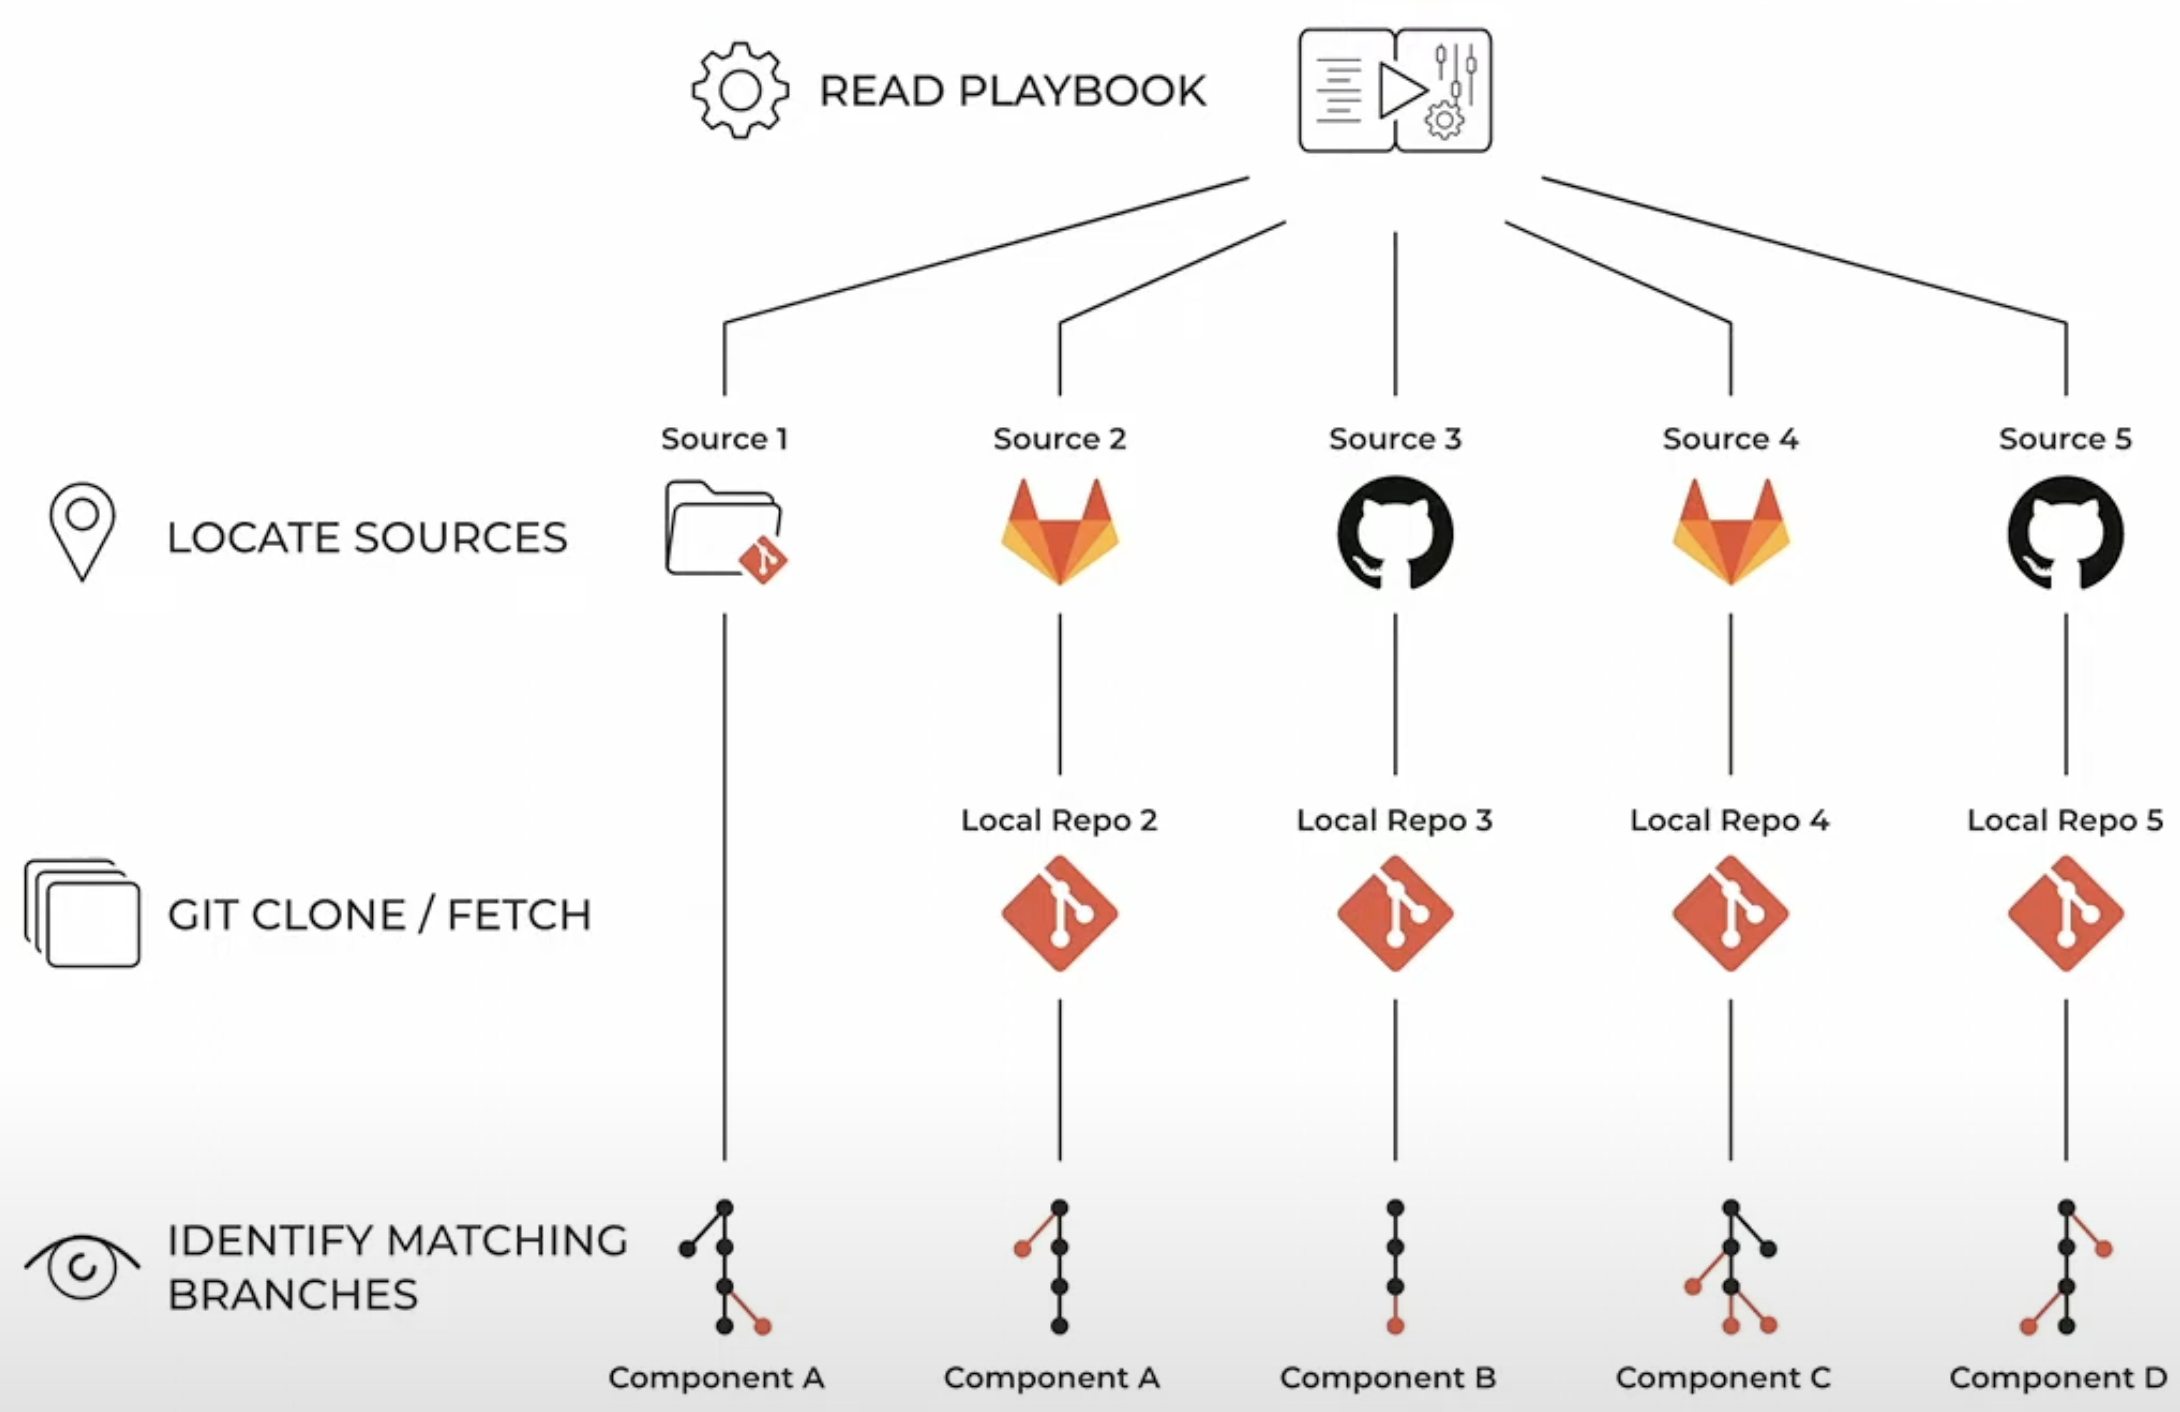 READ PLAYBOOK
Source 1
Source 2
Source 3
Source 4
Source 5
LOCATE SOURCES
Local Repo 2
Local Repo 3
Local Repo 4
Local Repo 5
GIT CLONE / FETCH
IDENTIFY MATCHING
BRANCHES
Component A
Component A
Component B
Component C
Component D